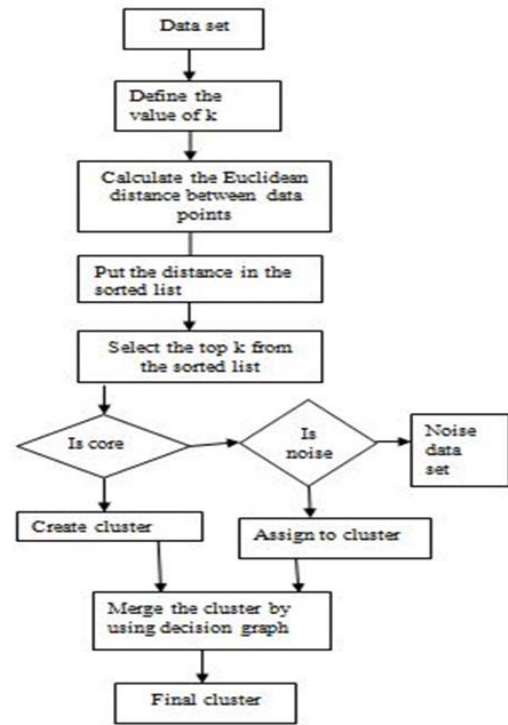 Data set
Define the
value of k
Calculate the Euclidean
distance between data
points
Put the distance in the
sorted list
Select the top k from
the sorted list
Is core
Is
noise
Noise
data
set
Create cluster
Assign to cluster
Merge the cluster by
using decision graph
Final cluster